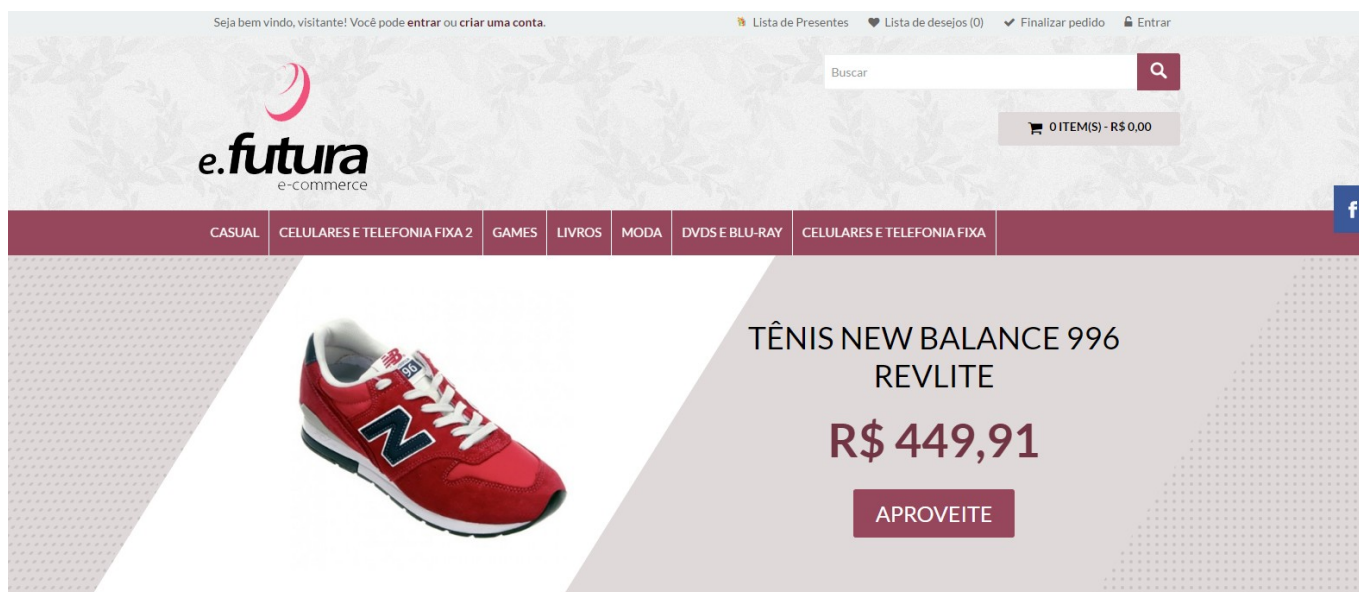 Seja bem vindo, visitante! Você pode entrar ou criar uma conta.
Lista de Presentes
Lista de desejos (0)
Finalizar pedido
Entrar
Buscar
0 ITEM(S) - R$ 0,00
e.futura
e-commerce
f
CASUAL
CELULARES E TELEFONIA FIXA 2
GAMES
LIVROS
MODA
DVDS E BLU-RAY
CELULARES E TELEFONIA FIXA
TÊNIS NEW BALANCE 996
REVLITE
R$ 449,91
APROVEITE
NB
996
N